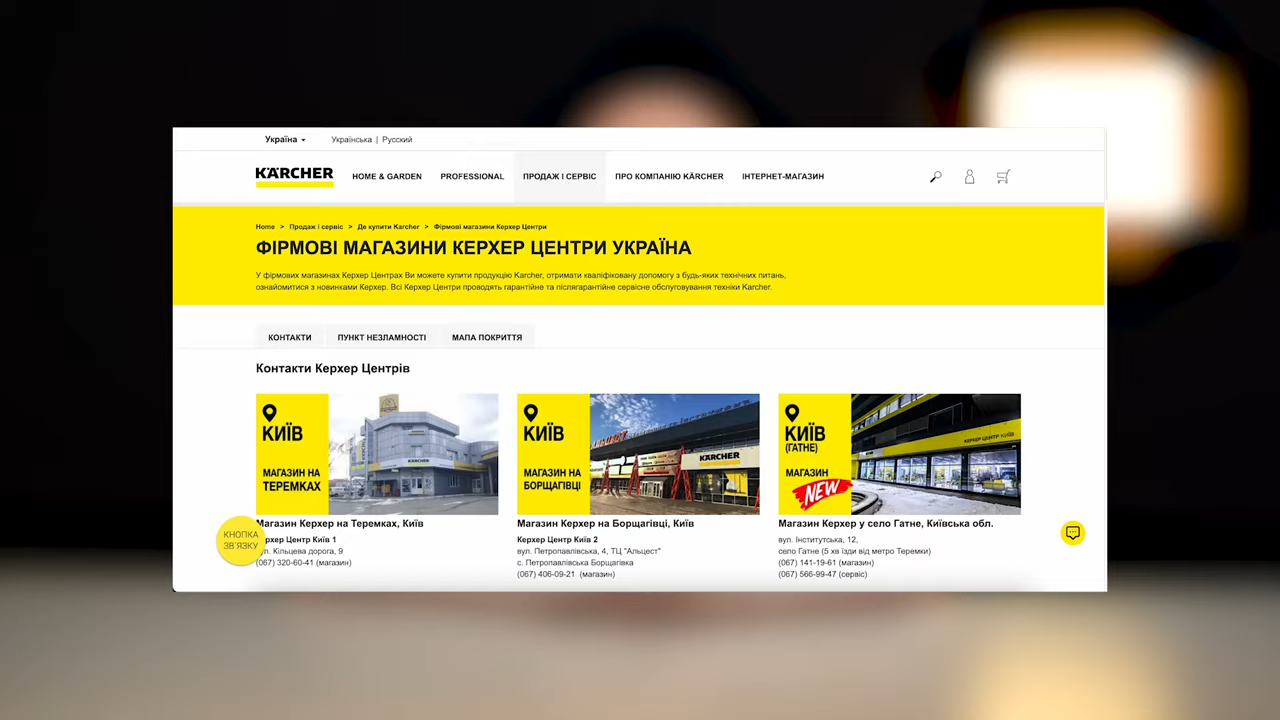 Україна
Українська | Русский
KÄRCHER
HOME & GARDEN
PROFESSIONAL
ПРОДАЖ І СЕРВІС
ПРО КОМПАНІЮ KÄRCHER
ІНТЕРНЕТ-МАГАЗИН
Home > Продаж і сервіс > Де купити Karcher > Фірмові магазини Керхер Центри
ФІРМОВІ МАГАЗИНИ КЕРХЕР ЦЕНТРИ УКРАЇНА
У фірмових магазинах Керхер Центрах Ви можете купити продукцію Karcher, отримати кваліфіковану допомогу з будь-яких технічних питань,
ознайомитися з новинками Керхер. Всі Керхер Центри проводять гарантійне та післягарантійне сервісне обслуговування техніки Karcher.
КОНТАКТИ
ПУНКТ НЕЗЛАМНОСТІ
МАПА ПОКРИТТЯ
Контакти Керхер Центрів
КИЇВ
МАГАЗИН НА
ТЕРЕМКАХ
KÄRCHER
Магазин Керхер на Теремках, Київ
Керхер Центр Київ 1
вул. Кільцева дорога, 9
(067) 320-60-41 (магазин)
КИЇВ
МАГАЗИН НА
БОРЩАГІВЦІ
KÄRCHER
Магазин Керхер на Борщагівці, Київ
Керхер Центр Київ 2
вул. Петропавлівська, 4, ТЦ "Альцест"
с. Петропавлівська Борщагівка
(067) 406-09-21 (магазин)
КИЇВ
(ГАТНЕ)
МАГАЗИН
NEW
КЕРХЕР ЦЕНТР КИЇВ
Магазин Керхер у село Гатне, Київська обл.
вул. Інститутська, 12,
село Гатне (5 хв їзди від метро Теремки)
(067) 141-19-61 (магазин)
(067) 566-99-47 (сервіс)
КНОПКА
ЗВ'ЯЗКУ